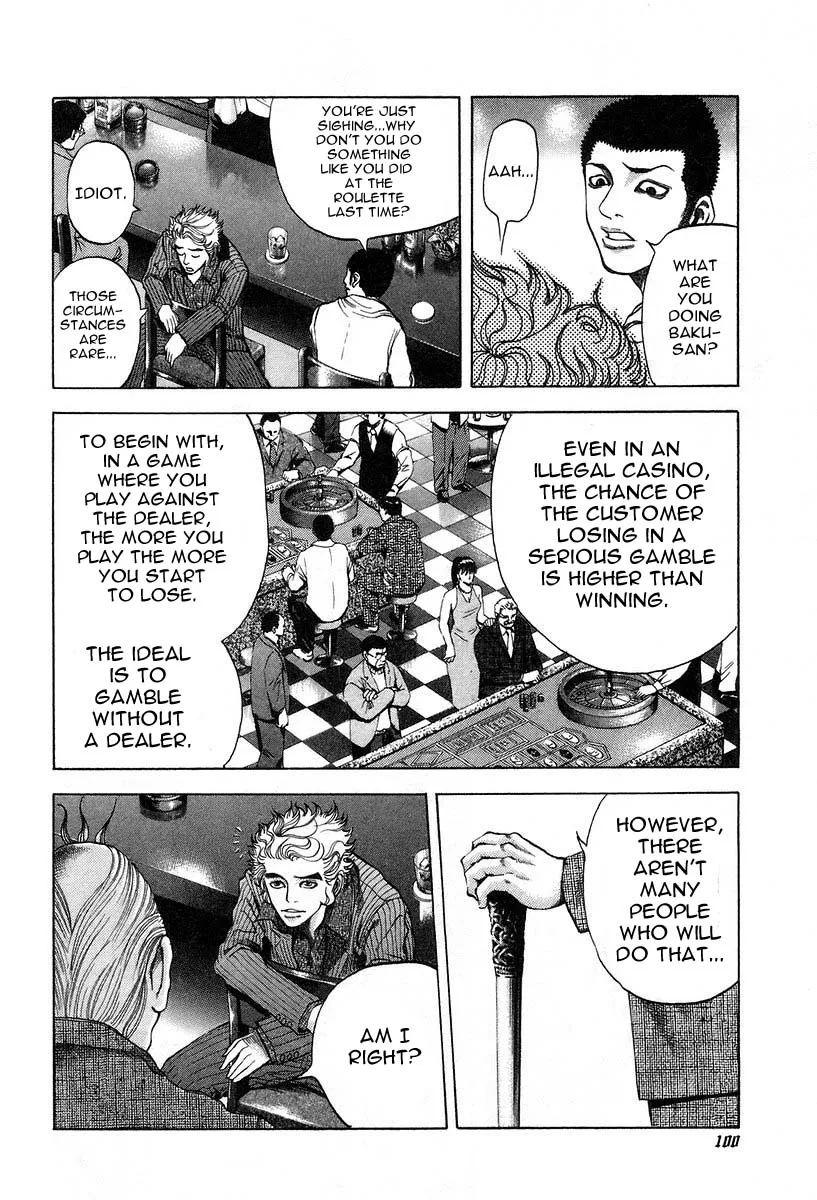 AAH...
WHAT
ARE
YOU
DOING
BAKU-
SAN?
YOU'RE JUST
SIGHING...WHY
DON'T YOU DO
SOMETHING
LIKE YOU DID
AT THE
ROULETTE
LAST TIME?
IDIOT.
THOSE
CIRCUM-
STANCES
ARE
RARE...
EVEN IN AN
ILLEGAL CASINO,
THE CHANCE OF
THE CUSTOMER
LOSING IN A
SERIOUS GAMBLE
IS HIGHER THAN
WINNING.
TO BEGIN WITH,
IN A GAME
WHERE YOU
PLAY AGAINST
THE DEALER,
THE MORE YOU
PLAY THE MORE
YOU START
TO LOSE.
THE IDEAL
IS TO
GAMBLE
WITHOUT
A DEALER.
HOWEVER,
THERE
AREN'T
MANY
PEOPLE
WHO WILL
DO THAT...
AM I
RIGHT?
100